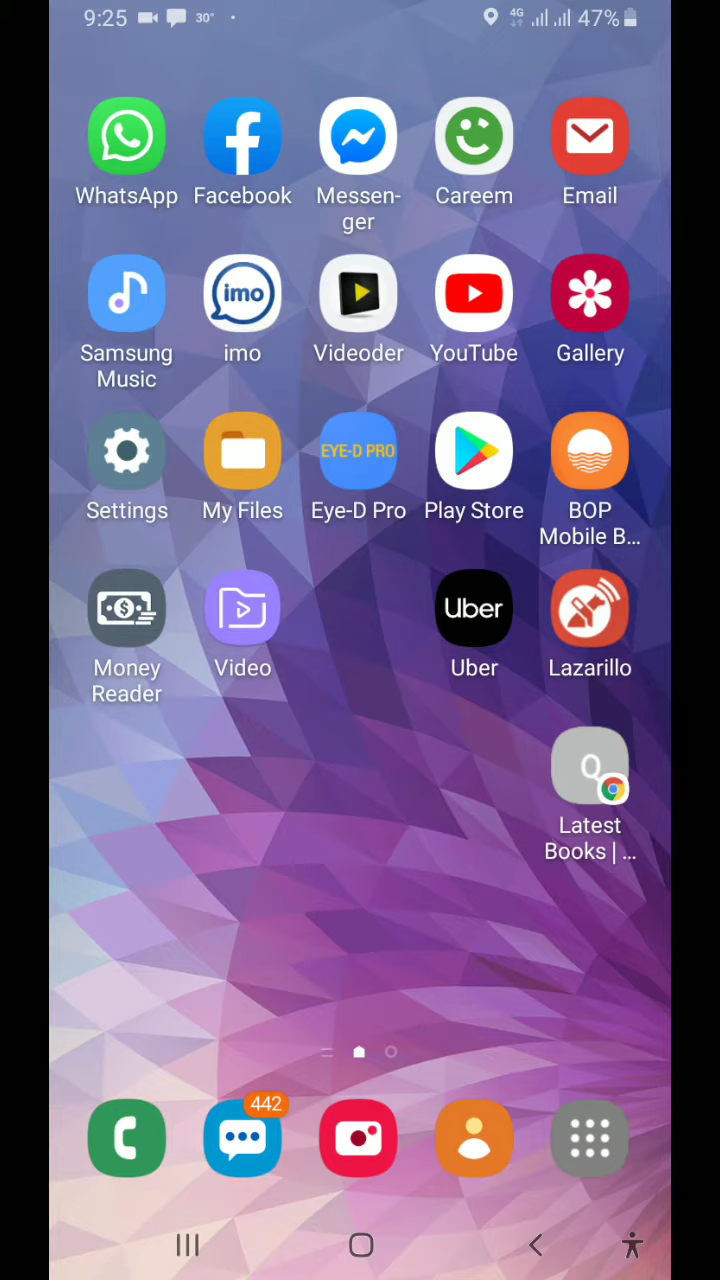 9:25 30° 4G 47%
WhatsApp Facebook Messen- Careem Email
ger
imo
Samsung imo Videoder YouTube Gallery
Music
EYE-D PRO
Settings My Files Eye-D Pro Play Store BOP
Mobile B...
Uber
Money Video Uber Lazarillo
Reader
Q
Latest
Books | ...
442